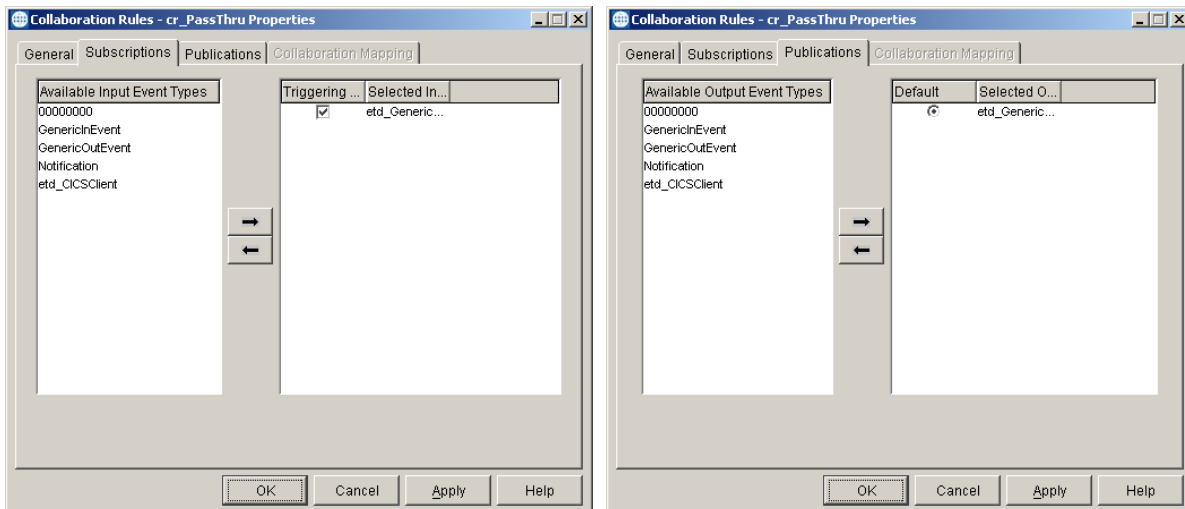 Collaboration Rules - cr_PassThru Properties
General Subscriptions Publications Collaboration Mapping
Available Input Event Types
00000000
GenericInEvent
GenericOutEvent
Notification
etd_CICSClient
Triggering ... Selected In...
etd_Generic...
OK Cancel Apply Help
Collaboration Rules - cr_PassThru Properties
General Subscriptions Publications Collaboration Mapping
Available Output Event Types
00000000
GenericInEvent
GenericOutEvent
Notification
etd_CICSClient
Default Selected O...
etd_Generic...
OK Cancel Apply Help